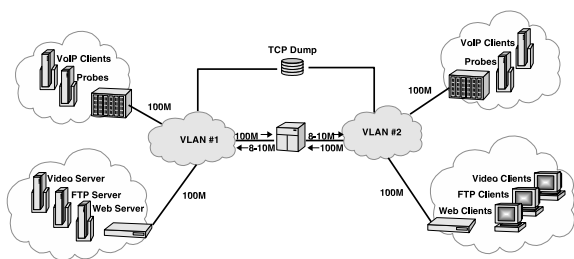 TCP Dump
VoIP Clients
Probes
100M
VLAN #1
100M
8-10M
8-10M
100M
VLAN #2
100M
VoIP Clients
Probes
Video Server
FTP Server
Web Server
100M
100M
Video Clients
FTP Clients
Web Clients